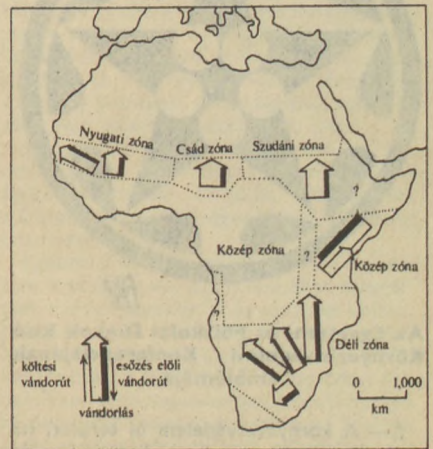 Nyugati zóna
Csád zóna
Szudáni zóna
?
Közép zóna
?
Közép zóna
?
Déli zóna
költési
vándorút
esőzés elöli
vándorút
vándorlás
0 1,000
km